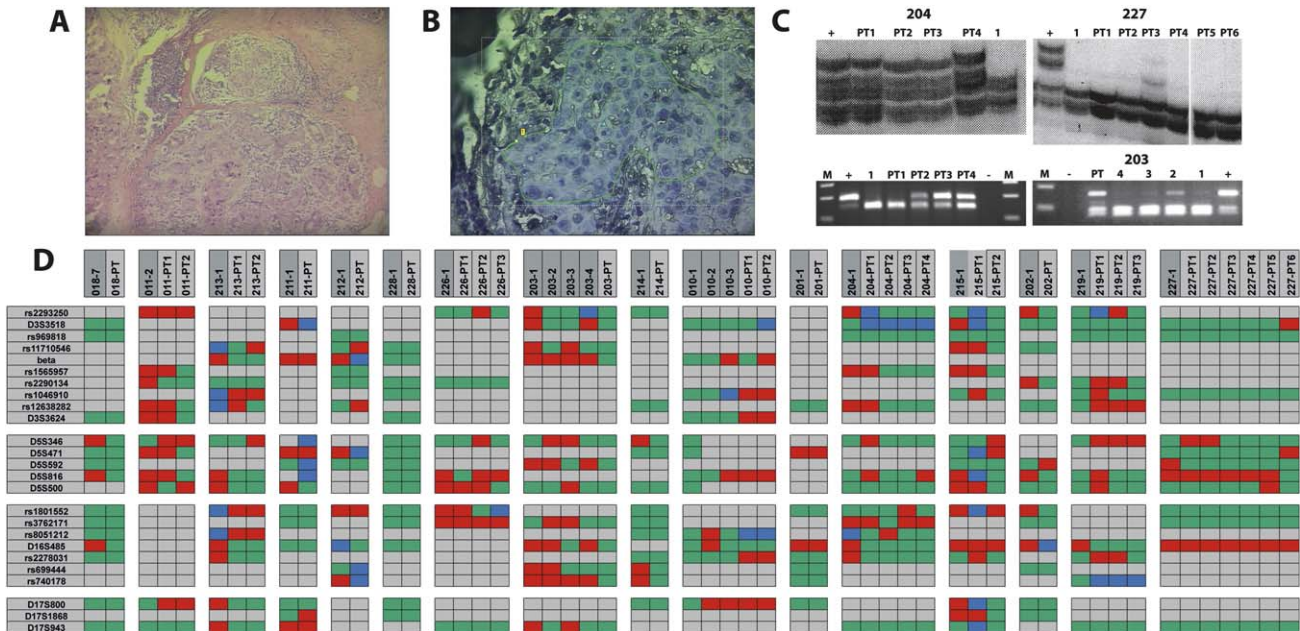 A
B
C
204
227
+ PT1 PT2 PT3 PT4 1
+ 1 PT1 PT2 PT3 PT4 PT5 PT6
203
M + 1 PT1 PT2 PT3 PT4 - M
M - PT 4 3 2 1 +
D
018-7 018-PT 011-2 011-PT1 011-PT2 213-1 213-PT1 213-PT2 211-1 211-PT 212-1 212-PT 228-1 228-PT 226-1 226-PT1 226-PT2 226-PT3 203-1 203-2 203-3 203-4 203-PT 214-1 214-PT 010-1 010-2 010-3 010-PT1 010-PT2 201-1 201-PT 204-1 204-PT1 204-PT2 204-PT3 204-PT4 215-1 215-PT1 215-PT2 202-1 202-PT 219-1 219-PT1 219-PT2 219-PT3 227-1 227-PT1 227-PT2 227-PT3 227-PT4 227-PT5 227-PT6
rs2293250
D3S3518
rs969818
rs11710546
beta
rs1565957
rs2290134
rs1046910
rs12638282
D3S3624
D5S346
D5S471
D5S592
D5S816
D5S500
rs1801552
rs3762171
rs8051212
D16S485
rs2278031
rs699444
rs740178
D17S800
D17S1868
D17S943